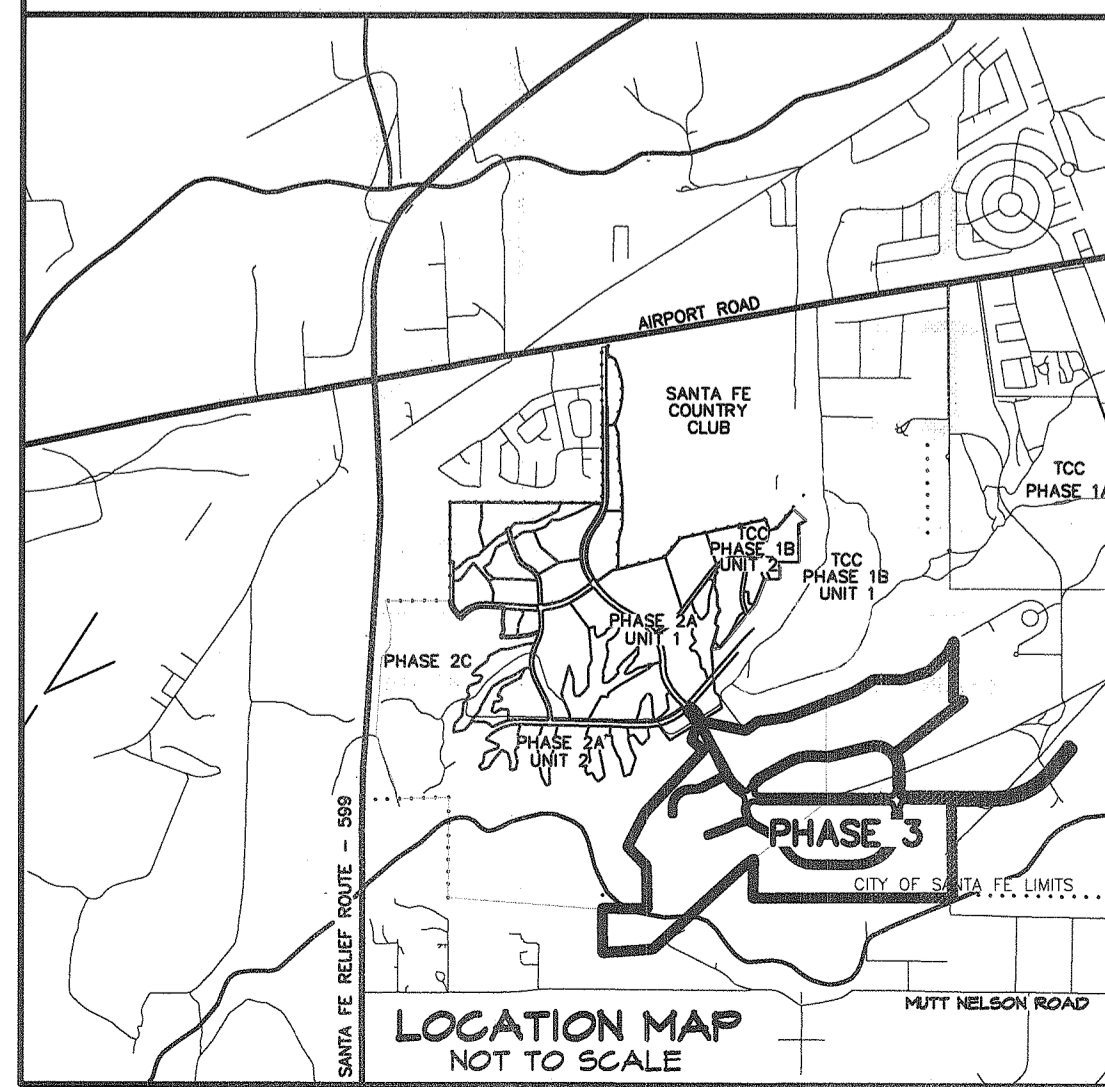 AIRPORT ROAD
SANTA FE
COUNTRY
CLUB
TCC
PHASE 1A
TCC
PHASE 1B
UNIT 2
TCC
PHASE 1B
UNIT 1
PHASE 2A
UNIT 1
PHASE 2C
PHASE 2A
UNIT 2
PHASE 3
CITY OF SANTA FE LIMITS
SANTA FE RELIEF ROUTE - 599
MUTT NELSON ROAD
LOCATION MAP
NOT TO SCALE